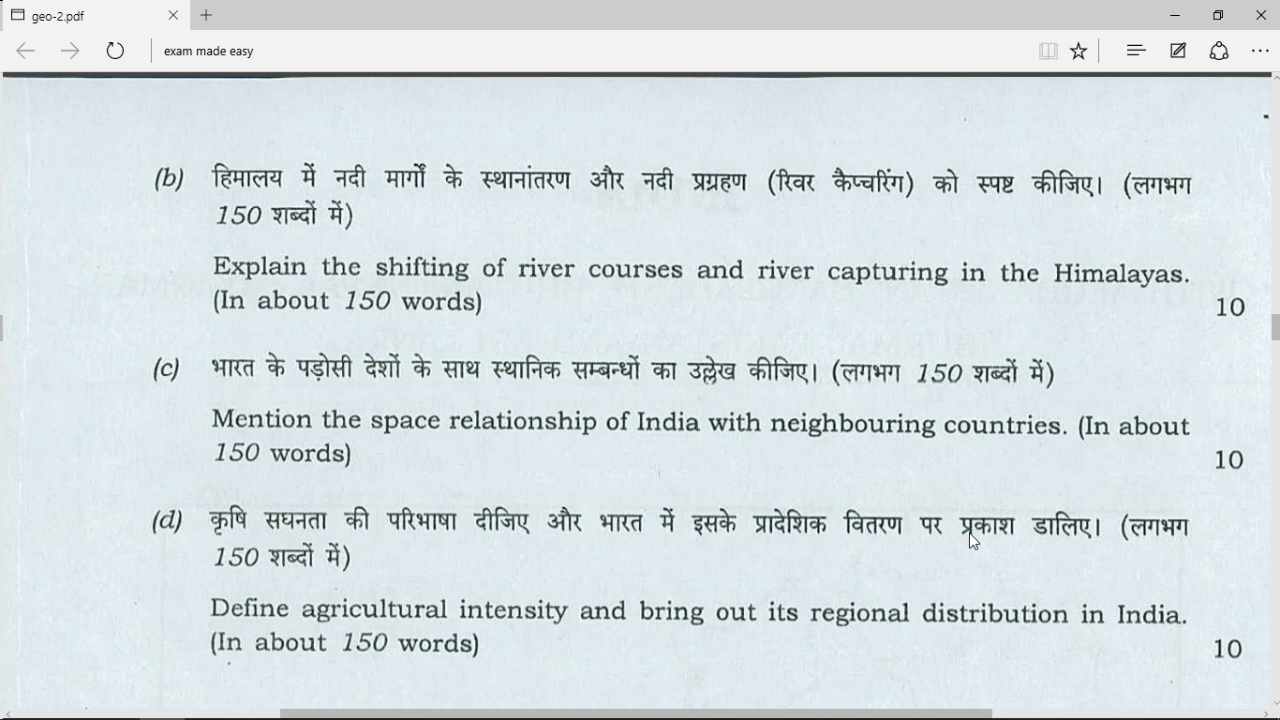 geo-2.pdf
exam made easy
(b) हिमालय में नदी मार्गों के स्थानांतरण और नदी प्रग्रहण (रिवर कैप्चरिंग) को स्पष्ट कीजिए। (लगभग
150 शब्दों में)
Explain the shifting of river courses and river capturing in the Himalayas.
(In about 150 words) 10
(c) भारत के पड़ोसी देशों के साथ स्थानिक सम्बन्धों का उल्लेख कीजिए। (लगभग 150 शब्दों में)
Mention the space relationship of India with neighbouring countries. (In about
150 words) 10
(d) कृषि सघनता की परिभाषा दीजिए और भारत में इसके प्रादेशिक वितरण पर प्रकाश डालिए। (लगभग
150 शब्दों में)
Define agricultural intensity and bring out its regional distribution in India.
(In about 150 words) 10